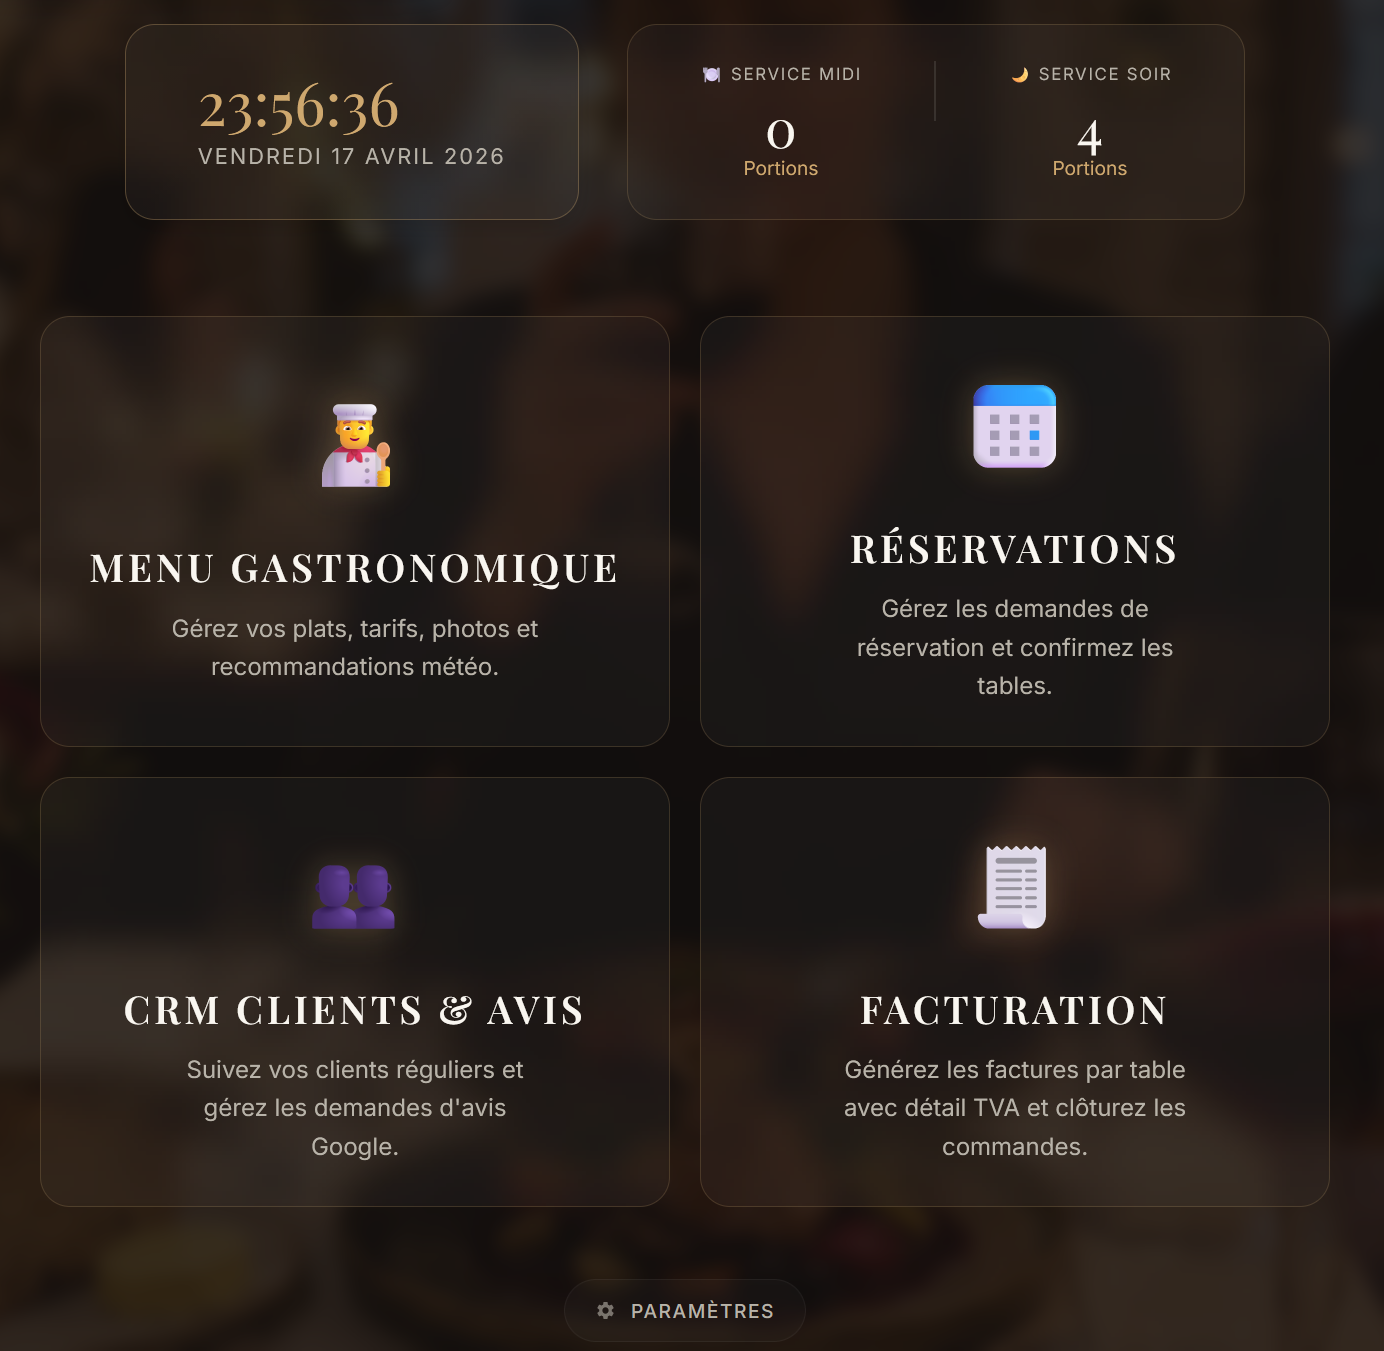 23:56:36
VENDREDI 17 AVRIL 2026
SERVICE MIDI
0
Portions
SERVICE SOIR
4
Portions
MENU GASTRONOMIQUE
Gérez vos plats, tarifs, photos et
recommandations météo.
RÉSERVATIONS
Gérez les demandes de
réservation et confirmez les
tables.
CRM CLIENTS & AVIS
Suivez vos clients réguliers et
gérez les demandes d'avis
Google.
FACTURATION
Générez les factures par table
avec détail TVA et clôturez les
commandes.
PARAMÈTRES